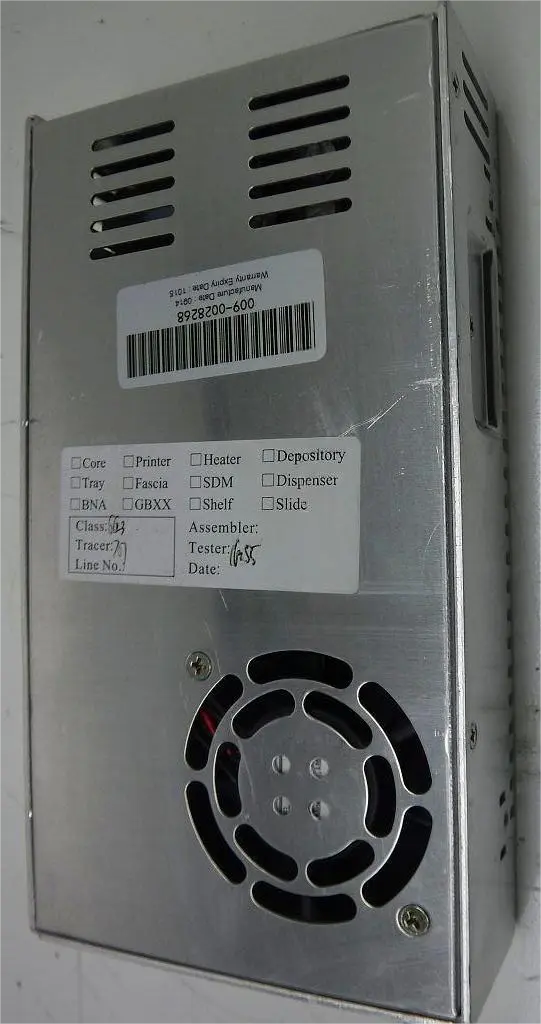 Manufacture Date : 0914
Warranty Expiry Date : 1015
009-0028268
☐Core ☐Printer ☐Heater ☐Depository
☐Tray ☐Fascia ☐SDM ☐Dispenser
☐BNA ☐GBXX ☐Shelf ☐Slide
Class: Assembler:
Tracer: Tester:
Line No.: Date: